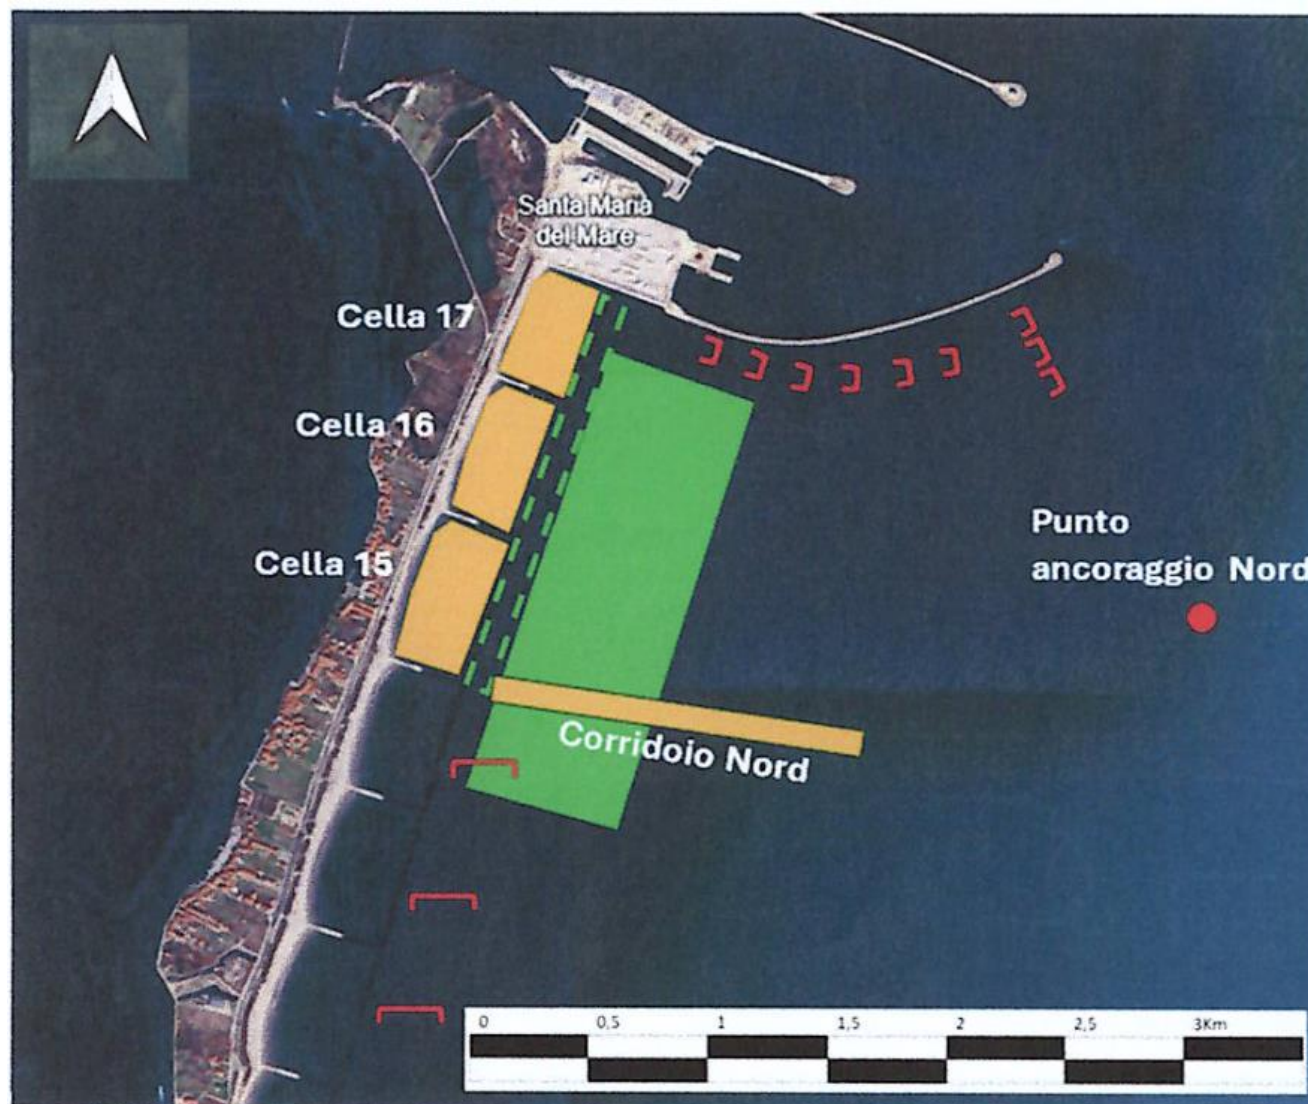 Santa Maria
del Mare
Cella 17
Cella 16
Cella 15
Punto
ancoraggio Nord
Corridoio Nord
0 0,5 1 1,5 2 2,5 3Km